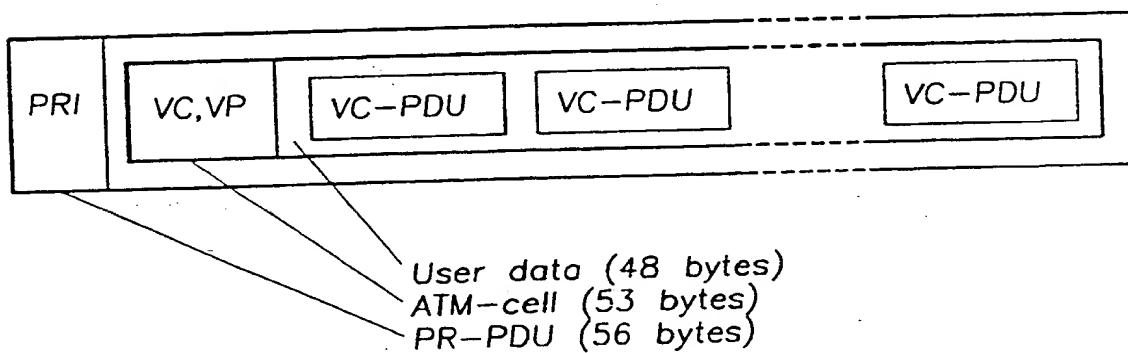 PRI VC,VP VC-PDU VC-PDU VC-PDU
User data (48 bytes)
ATM-cell (53 bytes)
PR-PDU (56 bytes)